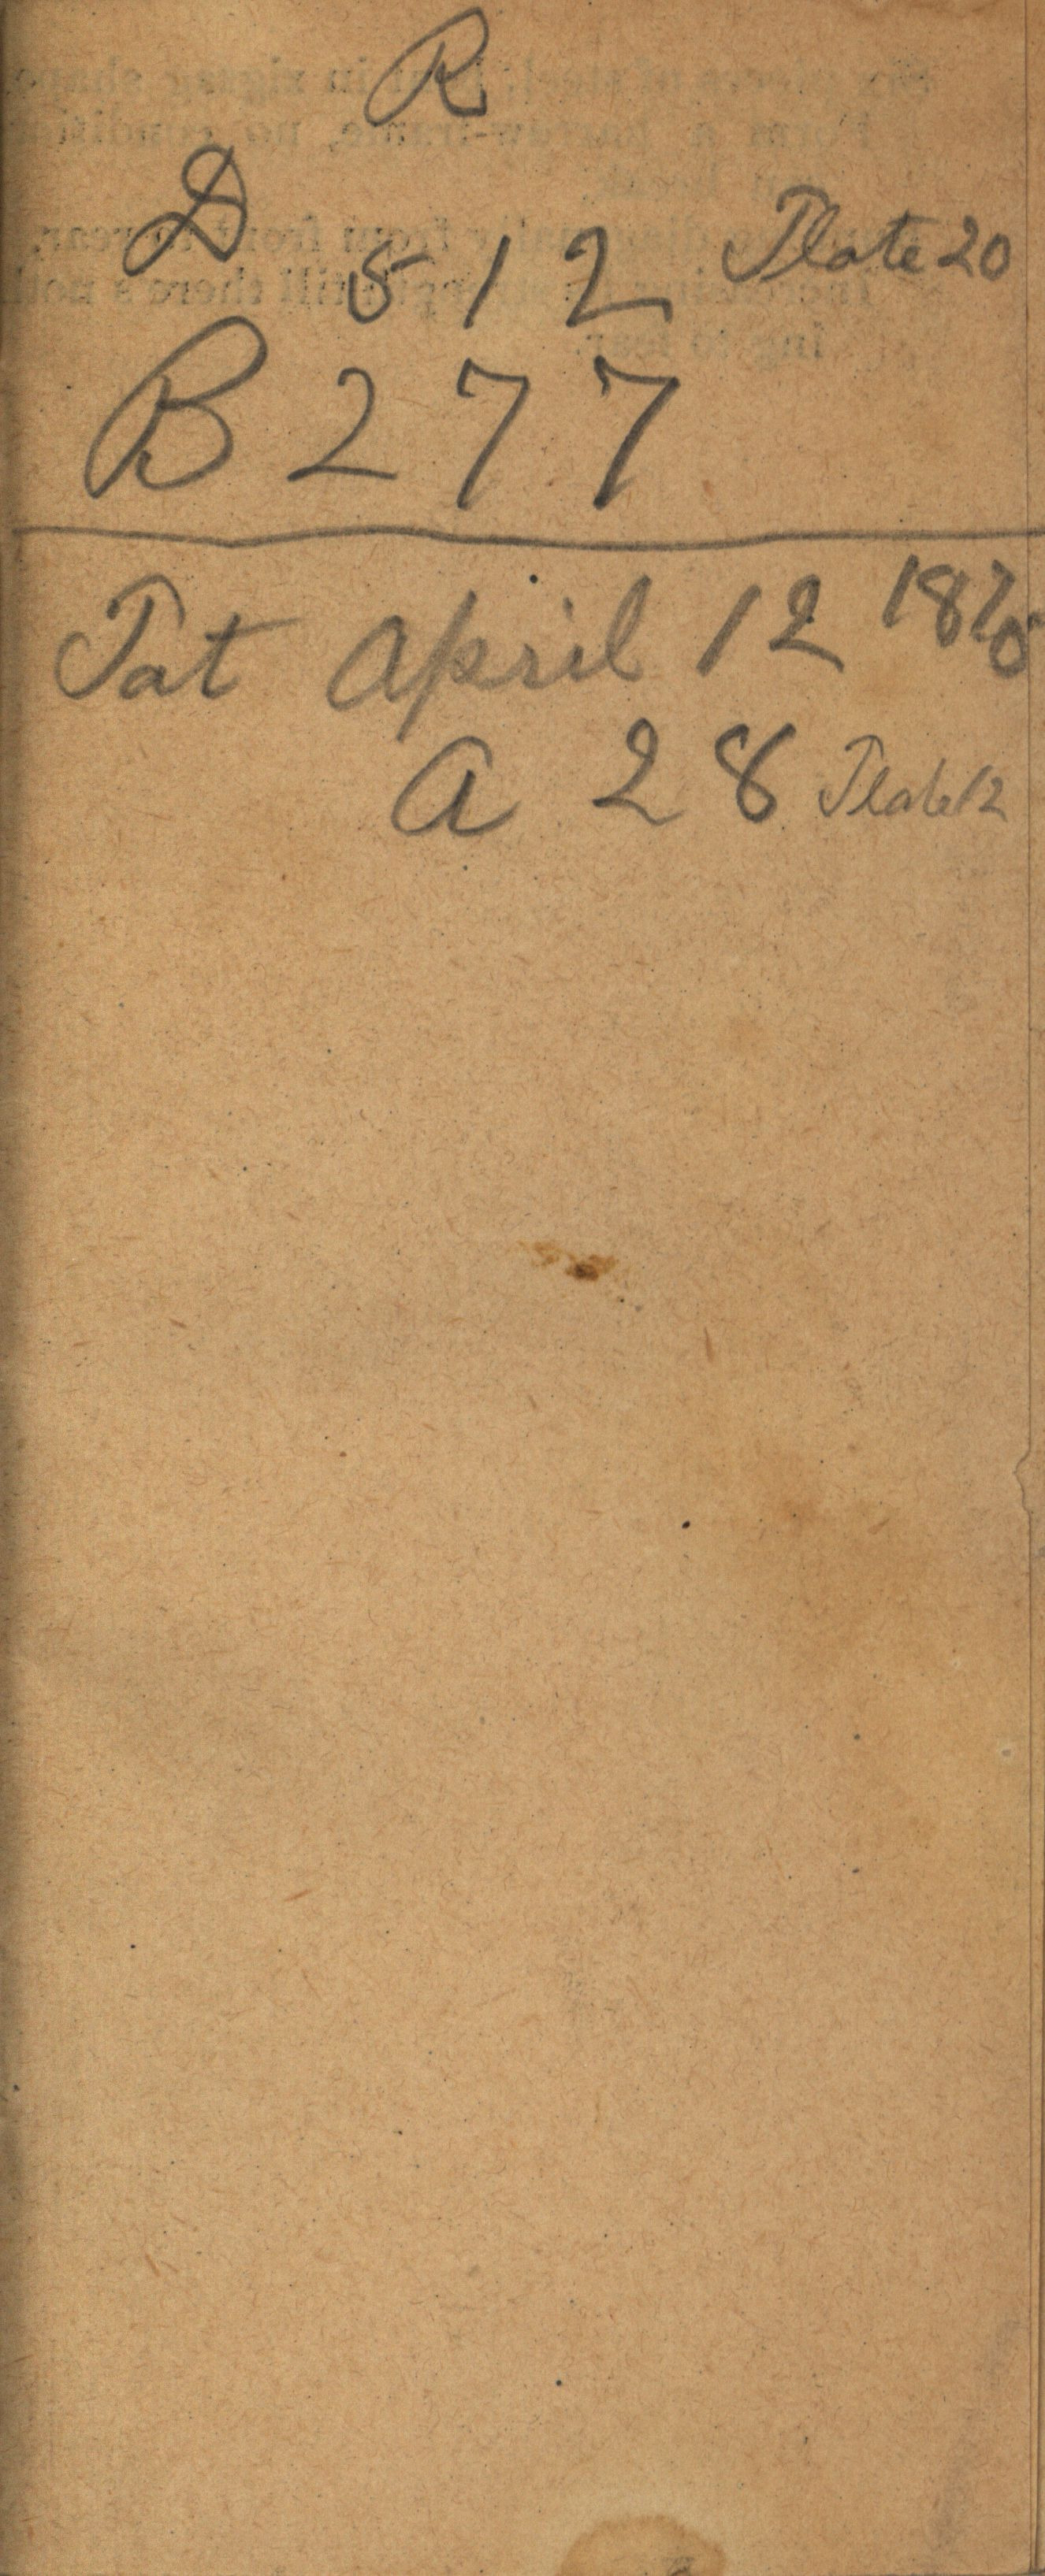 R
D 512 Plate 20
B 277
Pat April 12 1870
A 28 Plate 12